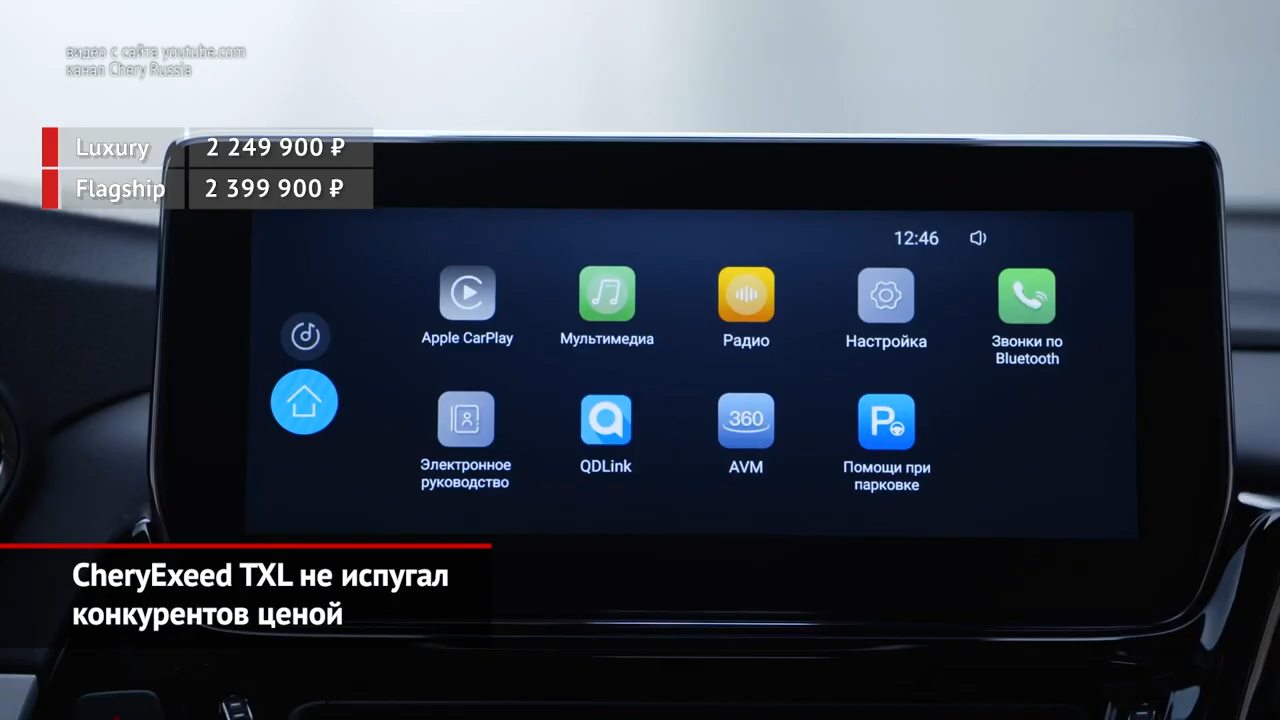 видео с сайта youtube.com
канал Chery Russia
Luxury 2 249 900 ₽
Flagship 2 399 900 ₽
12:46
Apple CarPlay
Мультимедиа
Радио
Настройка
Звонки по
Bluetooth
360
P
Электронное
руководство
QDLink
AVM
Помощи при
парковке
CheryExeed TXL не испугал
конкурентов ценой